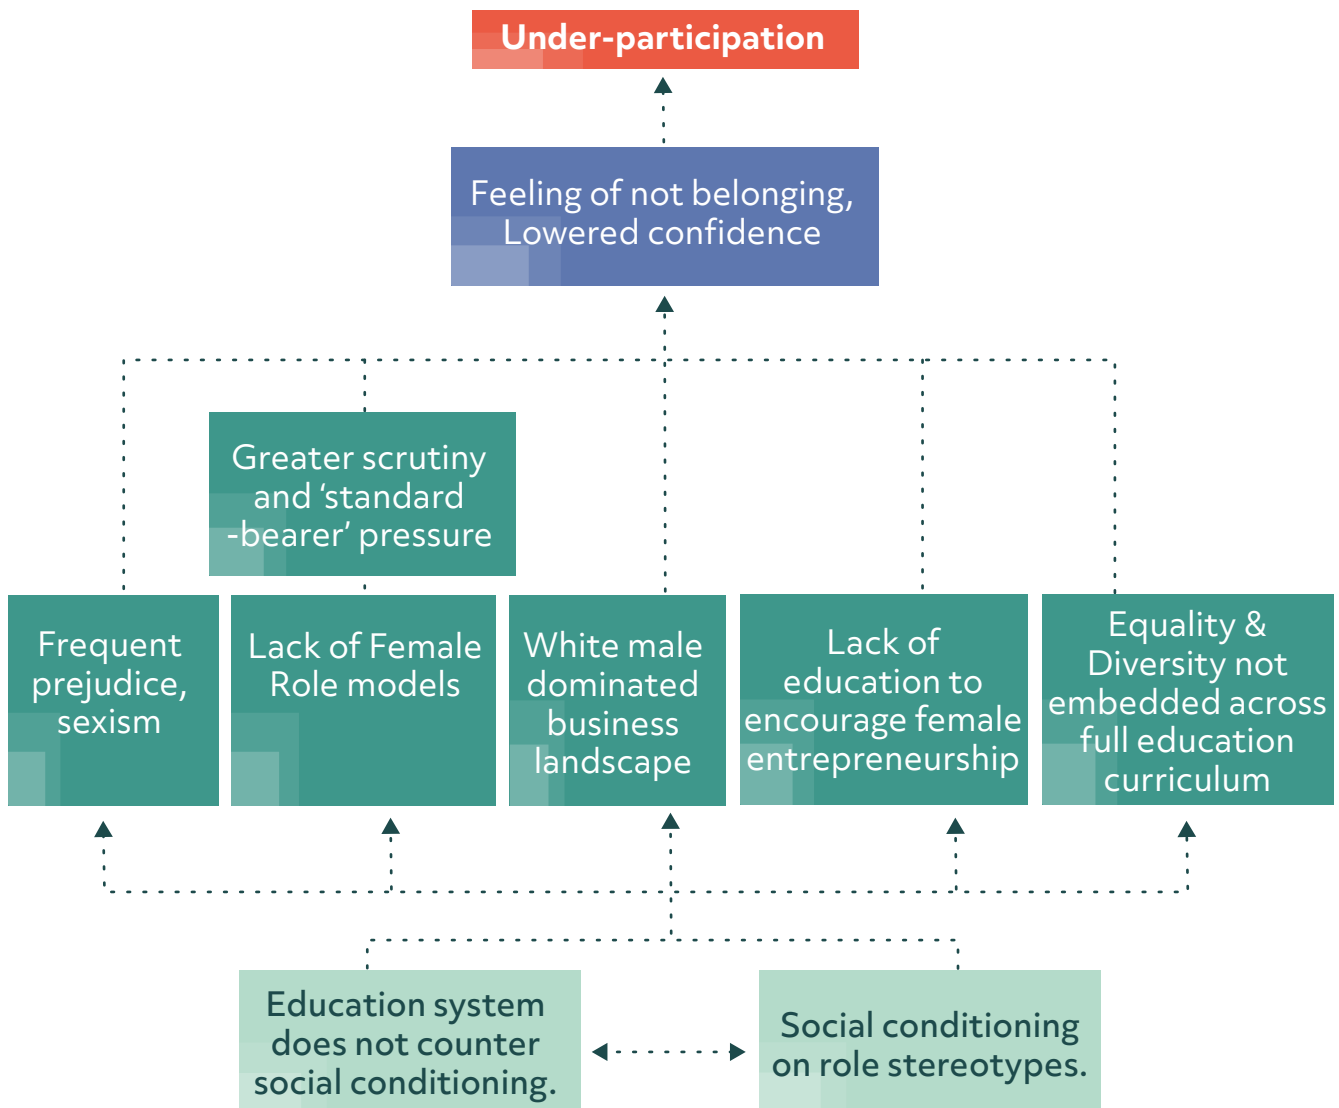 Under-participation
Feeling of not belonging,
Lowered confidence
Greater scrutiny
and ‘standard
-bearer’ pressure
Frequent
prejudice,
sexism
Lack of Female
Role models
White male
dominated
business
landscape
Lack of
education to
encourage female
entrepreneurship
Equality &
Diversity not
embedded across
full education
curriculum
Education system
does not counter
social conditioning.
Social conditioning
on role stereotypes.